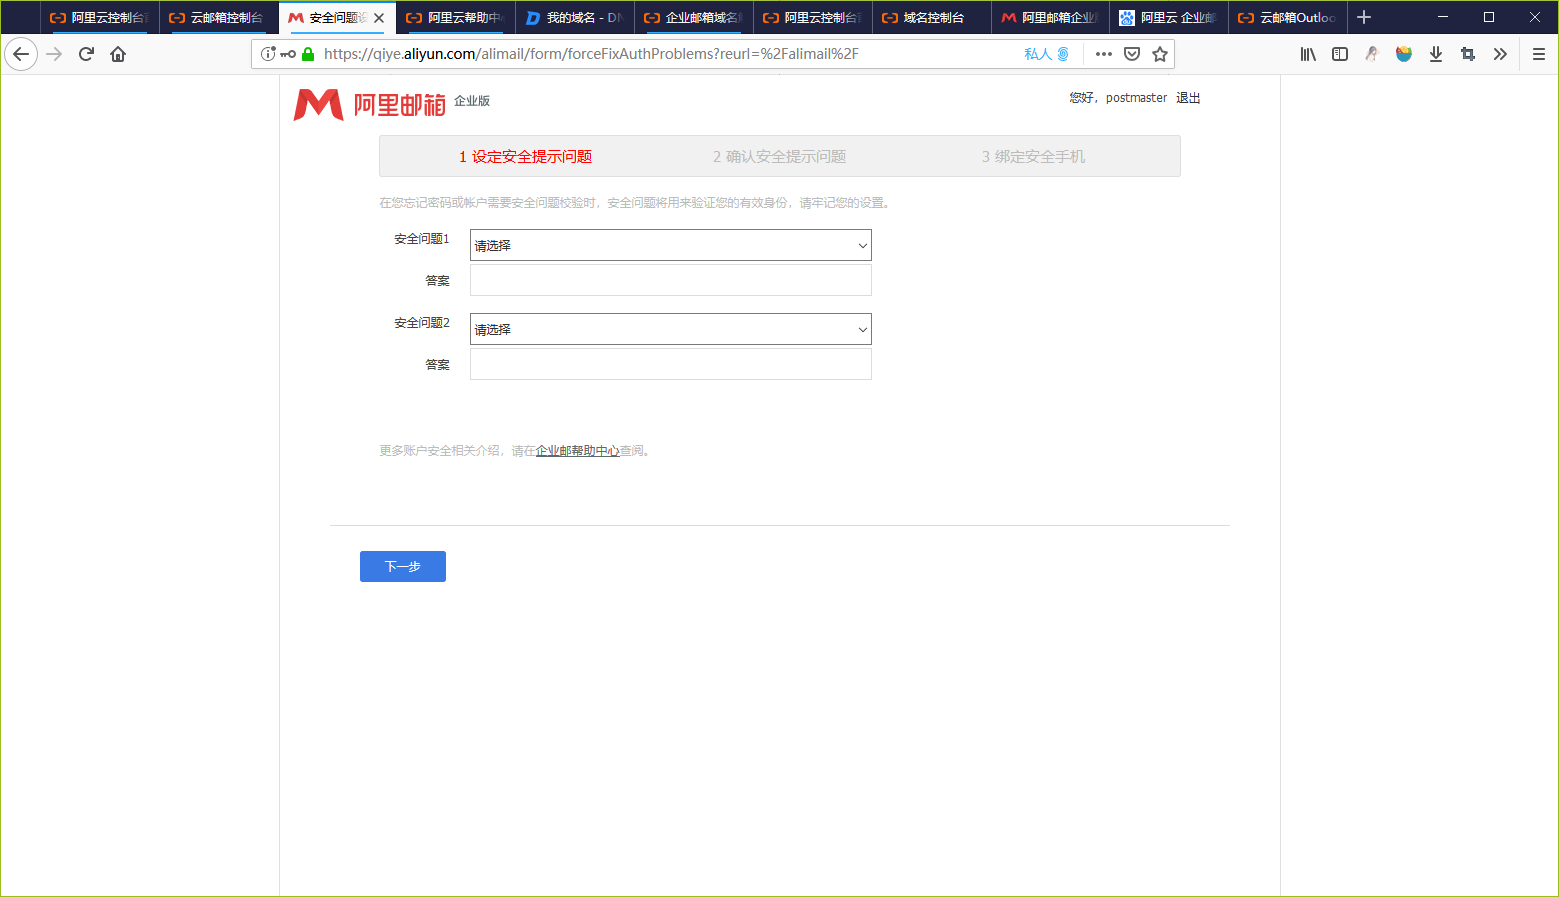 阿里云控制台
云邮箱控制台
安全问题设
阿里云帮助中
我的域名 - DN
企业邮箱域名
阿里云控制台
域名控制台
阿里邮箱企业
阿里云 企业邮
云邮箱Outloo
https://qiye.aliyun.com/alimail/form/forceFixAuthProblems?reurl=%2Falimail%2F
私人
阿里邮箱 企业版
您好, postmaster 退出
1 设定安全提示问题
2 确认安全提示问题
3 绑定安全手机
在您忘记密码或帐户需要安全问题校验时，安全问题将用来验证您的有效身份，请牢记您的设置。
安全问题1 请选择
答案
安全问题2 请选择
答案
更多账户安全相关介绍，请在企业邮帮助中心查阅。
下一步